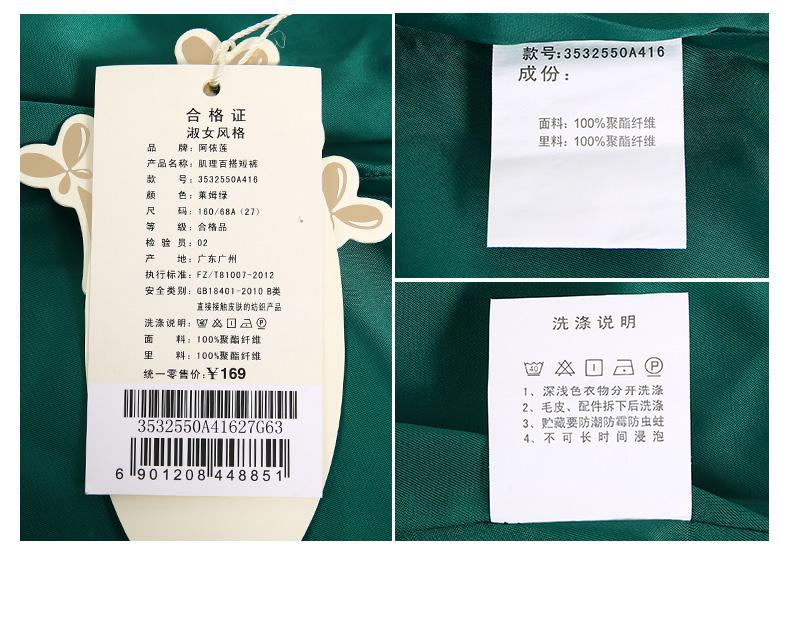 合格证
淑女风格
品 牌：阿依莲
产品名称：肌理百搭短裤
款 号：3532550A416
颜 色：莱姆绿
尺 码：160/68A（27）
等 级：合格品
检 验 员：02
产 地：广东广州
执行标准：FZ/T81007-2012
安全类别：GB18401-2010 B类
直接接触皮肤的纺织产品
洗涤说明：
面 料：100%聚酯纤维
里 料：100%聚酯纤维
统一零售价：￥169
3532550A41627G63
6 901208 448851
款号:3532550A416
成份：
面料：100%聚酯纤维
里料：100%聚酯纤维
洗涤说明
40 P
1、深浅色衣物分开洗涤
2、毛皮、配件拆下后洗涤
3、贮藏要防潮防霉防虫蛀
4、不可长时间浸泡